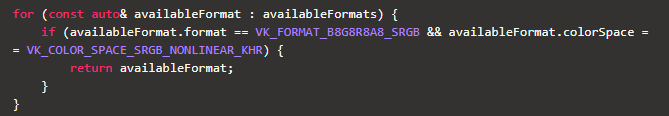 for (const auto& availableFormat : availableFormats) {
    if (availableFormat.format == VK_FORMAT_B8G8R8A8_SRGB && availableFormat.colorSpace =
= VK_COLOR_SPACE_SRGB_NONLINEAR_KHR) {
        return availableFormat;
    }
}